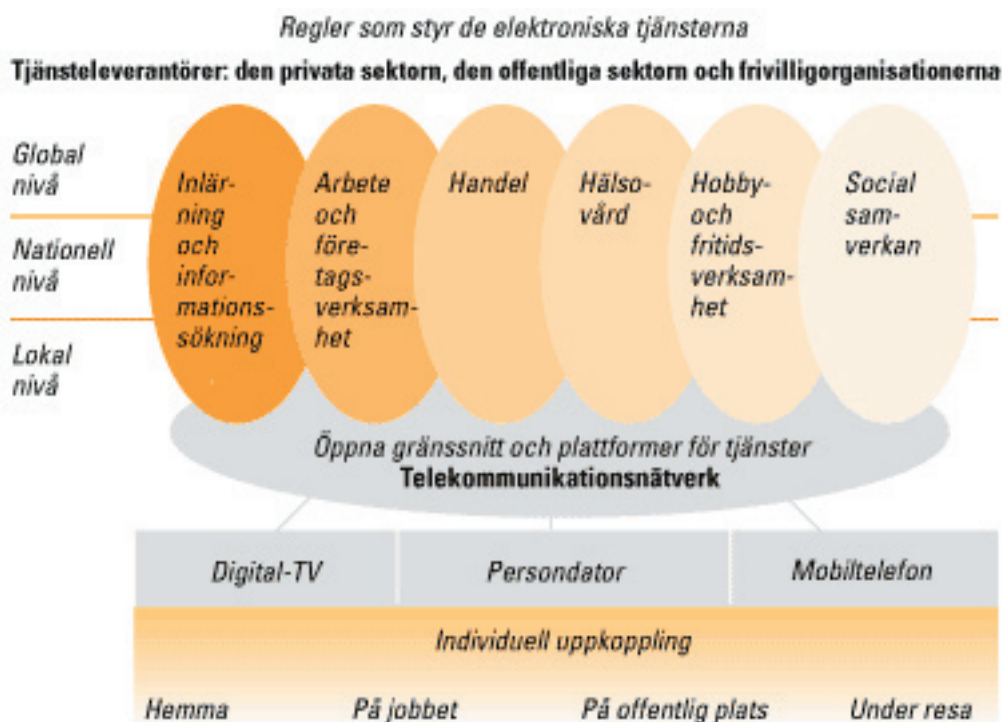 Regler som styr de elektroniska tjänsterna
Tjänsteleverantörer: den privata sektorn, den offentliga sektorn och frivilligorganisationerna
Global
nivå
Nationell
nivå
Lokal
nivå
Inlär-
ning
och
infor-
mations-
sökning
Arbete
och
före-
tags-
verksam-
het
Handel
Hälso-
vård
Hobby-
och
fritids-
verksam-
het
Social
sam-
verkan
Öppna gränssnitt och plattformer för tjänster
Telekommunikationsnätverk
Digital-TV
Persondator
Mobiltelefon
Individuell uppkoppling
Hemma
På jobbet
På offentlig plats
Under resa